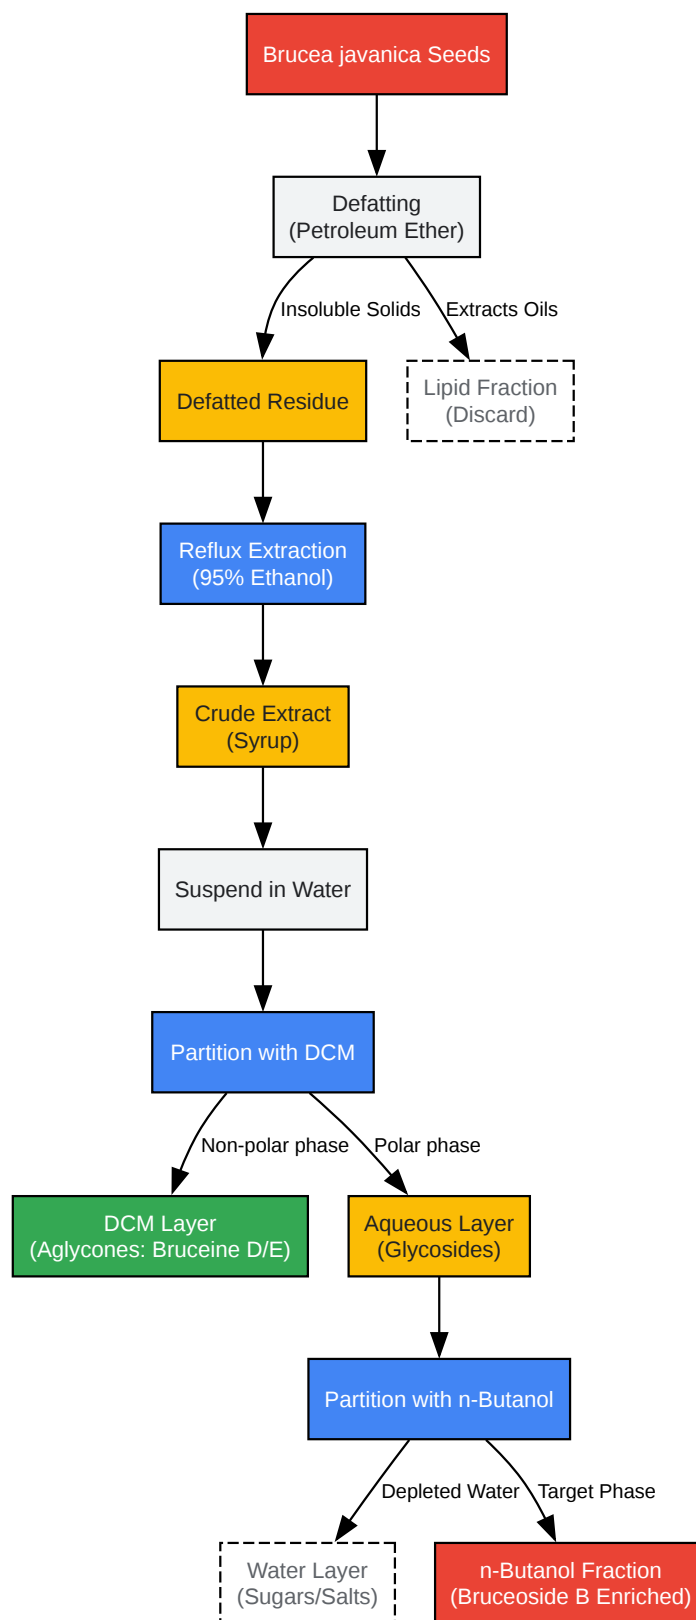 Brucea javanica Seeds
Defatting
(Petroleum Ether)
Insoluble Solids
Extracts Oils
Defatted Residue
Lipid Fraction
(Discard)
Reflux Extraction
(95% Ethanol)
Crude Extract
(Syrup)
Suspend in Water
Partition with DCM
Non-polar phase
Polar phase
DCM Layer
(Aglycones: Bruceine D/E)
Aqueous Layer
(Glycosides)
Partition with n-Butanol
Depleted Water
Target Phase
Water Layer
(Sugars/Salts)
n-Butanol Fraction
(Bruceoside B Enriched)